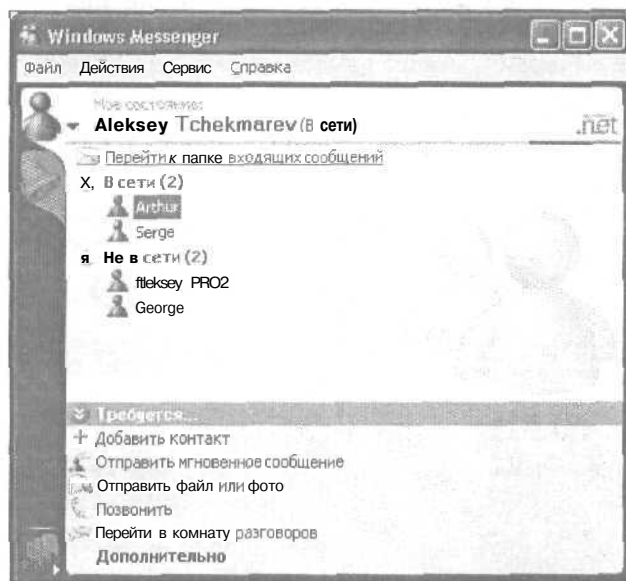 Windows Messenger
Файл Действия Сервис Справка
Мое состояние:
Aleksey Tchekmarev (В сети)
.net
Перейти к папке входящих сообщений
X, В сети (2)
Arthur
Serge
я Не в сети (2)
ftleksey PRO2
George
Требуется...
Добавить контакт
Отправить мгновенное сообщение
Отправить файл или фото
Позвонить
Перейти в комнату разговоров
Дополнительно